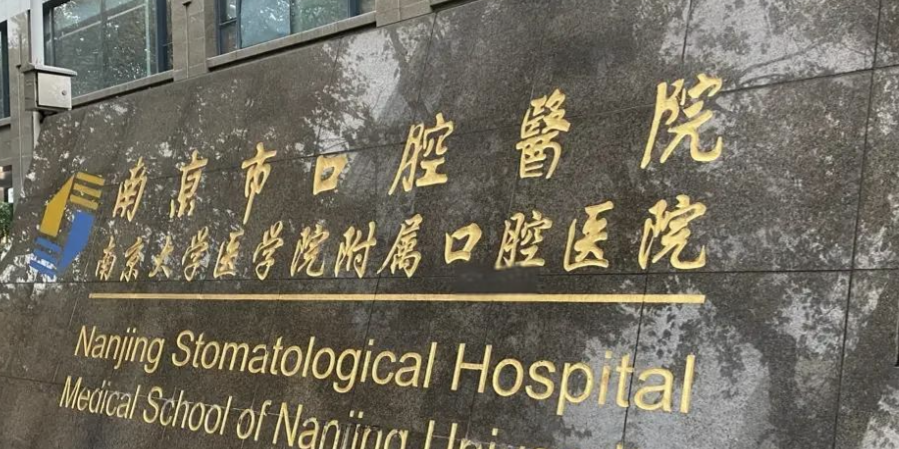 南京市口腔醫院
南京大学医学院附属口腔医院
Nanjing Stomatological Hospital
Medical School of Nanjing